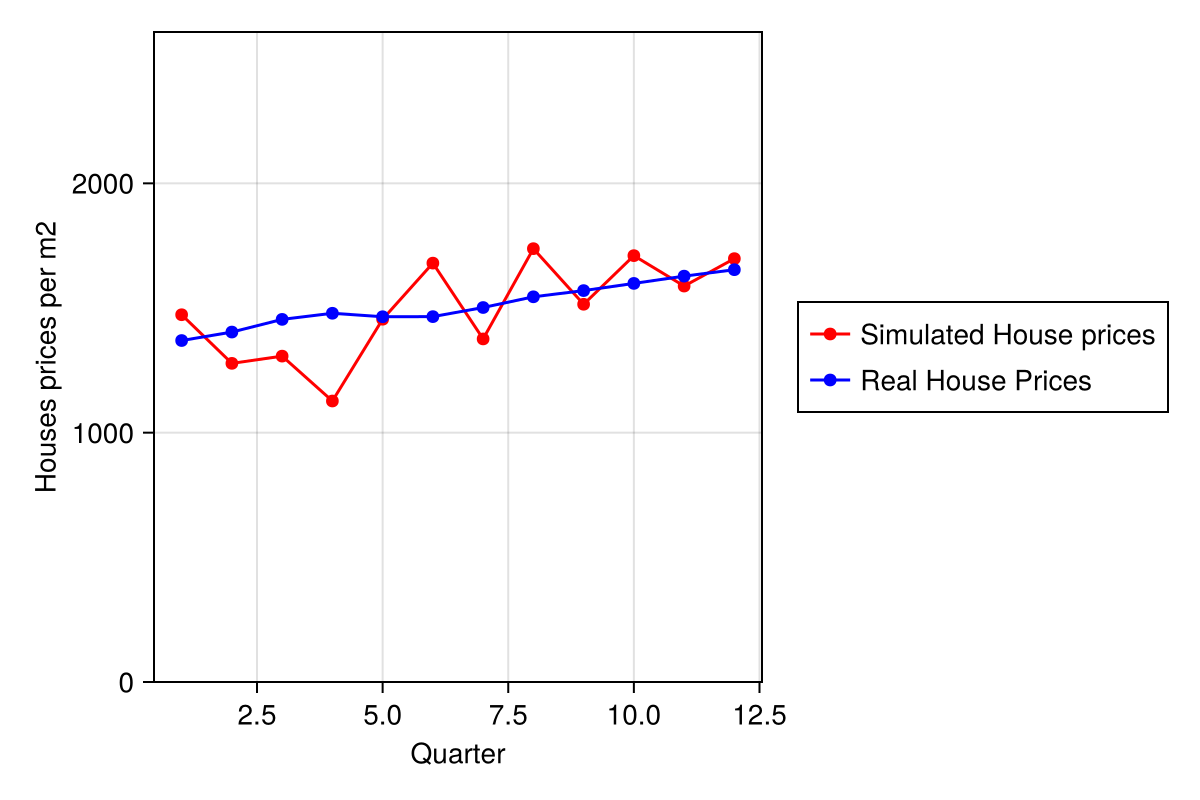 2000
1000
0
Houses prices per m2
2.5 5.0 7.5 10.0 12.5
Quarter
Simulated House prices
Real House Prices